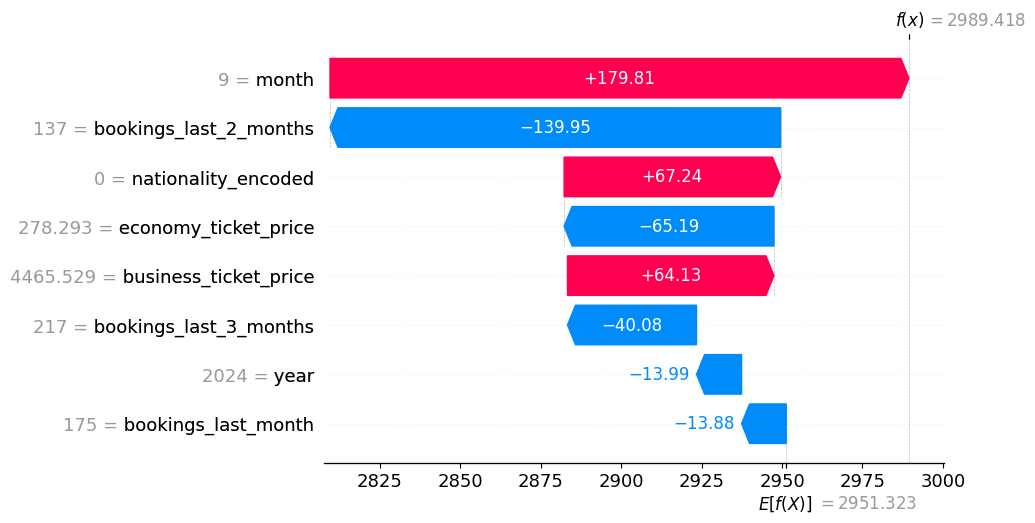 f(x) = 2989.418
9 = month
+179.81
137 = bookings_last_2_months
−139.95
0 = nationality_encoded
+67.24
278.293 = economy_ticket_price
−65.19
4465.529 = business_ticket_price
+64.13
217 = bookings_last_3_months
−40.08
2024 = year
−13.99
175 = bookings_last_month
−13.88
2825 2850 2875 2900 2925 2950 2975 3000
E[f(X)] = 2951.323